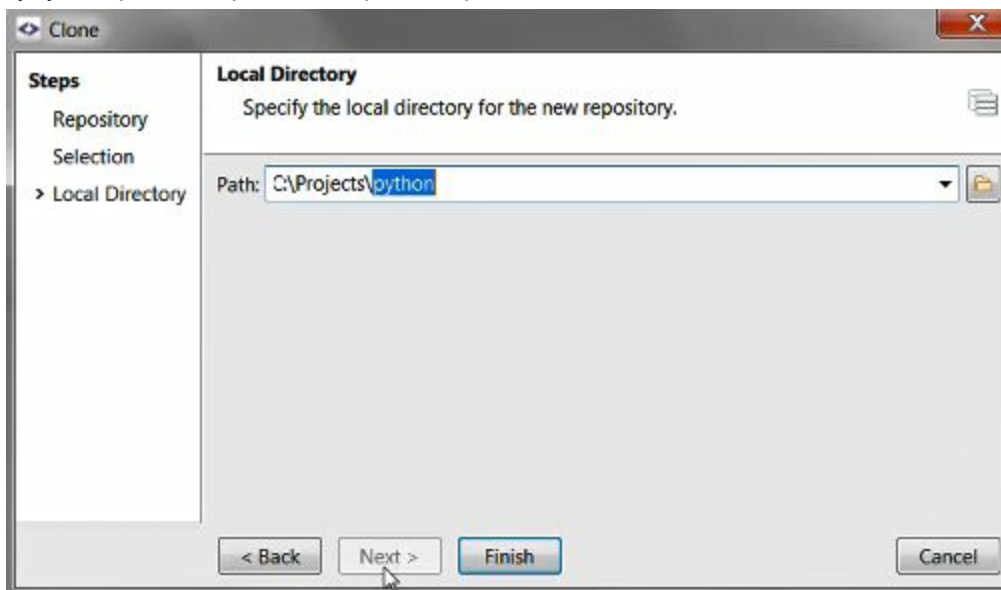 Clone
X
Steps
Repository
Selection
> Local Directory
Local Directory
Specify the local directory for the new repository.
Path: C:\Projects\python
< Back
Next >
Finish
Cancel